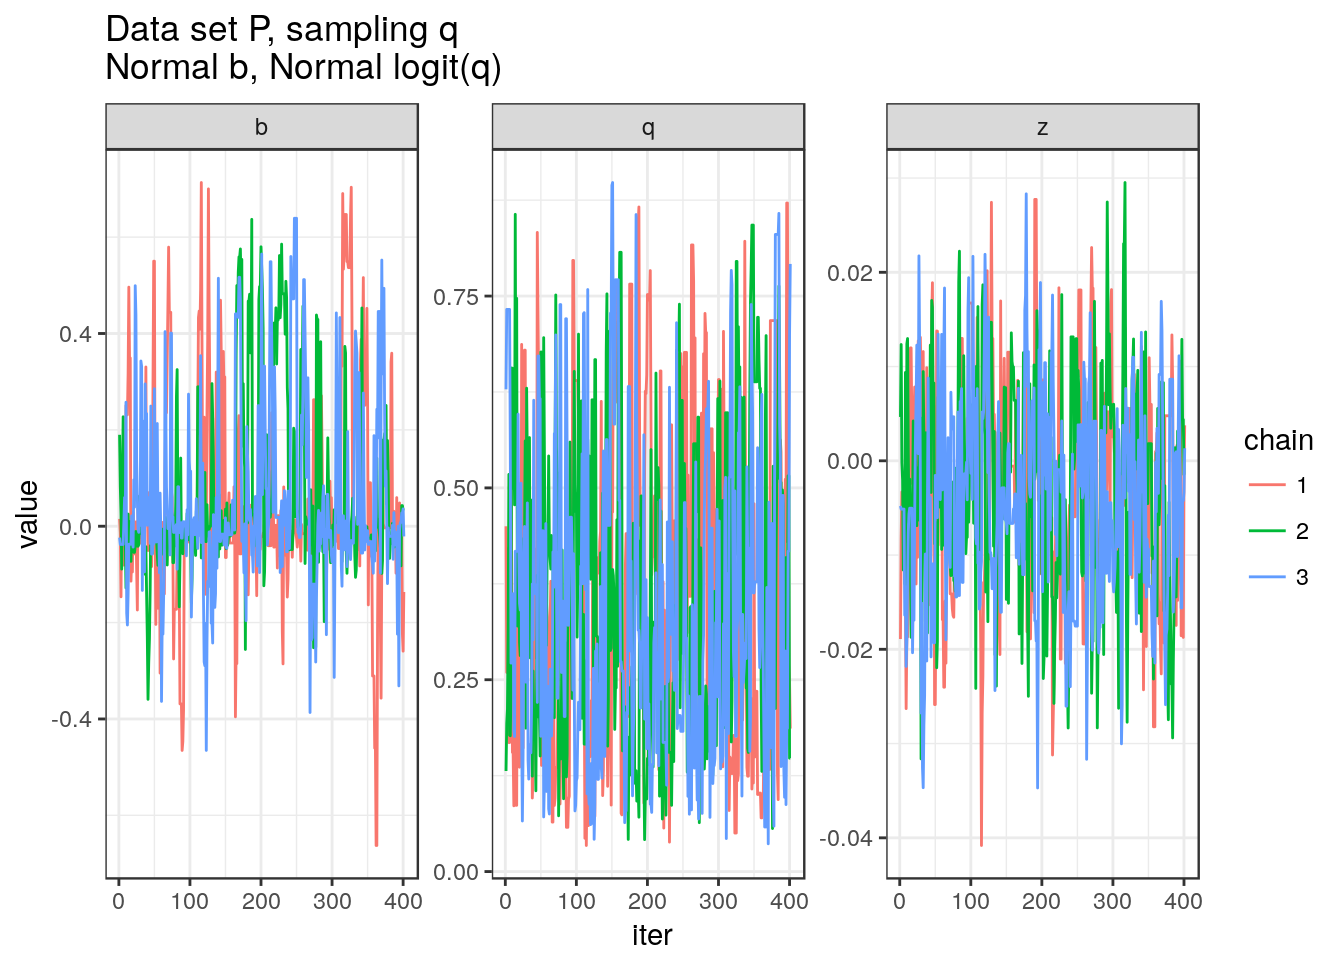 Data set P, sampling q
Normal b, Normal logit(q)
b
q
z
value
0.4
0.0
-0.4
0.75
0.50
0.25
0.00
0.02
0.00
-0.02
-0.04
0 100 200 300 400
0 100 200 300 400
0 100 200 300 400
iter
chain
1
2
3